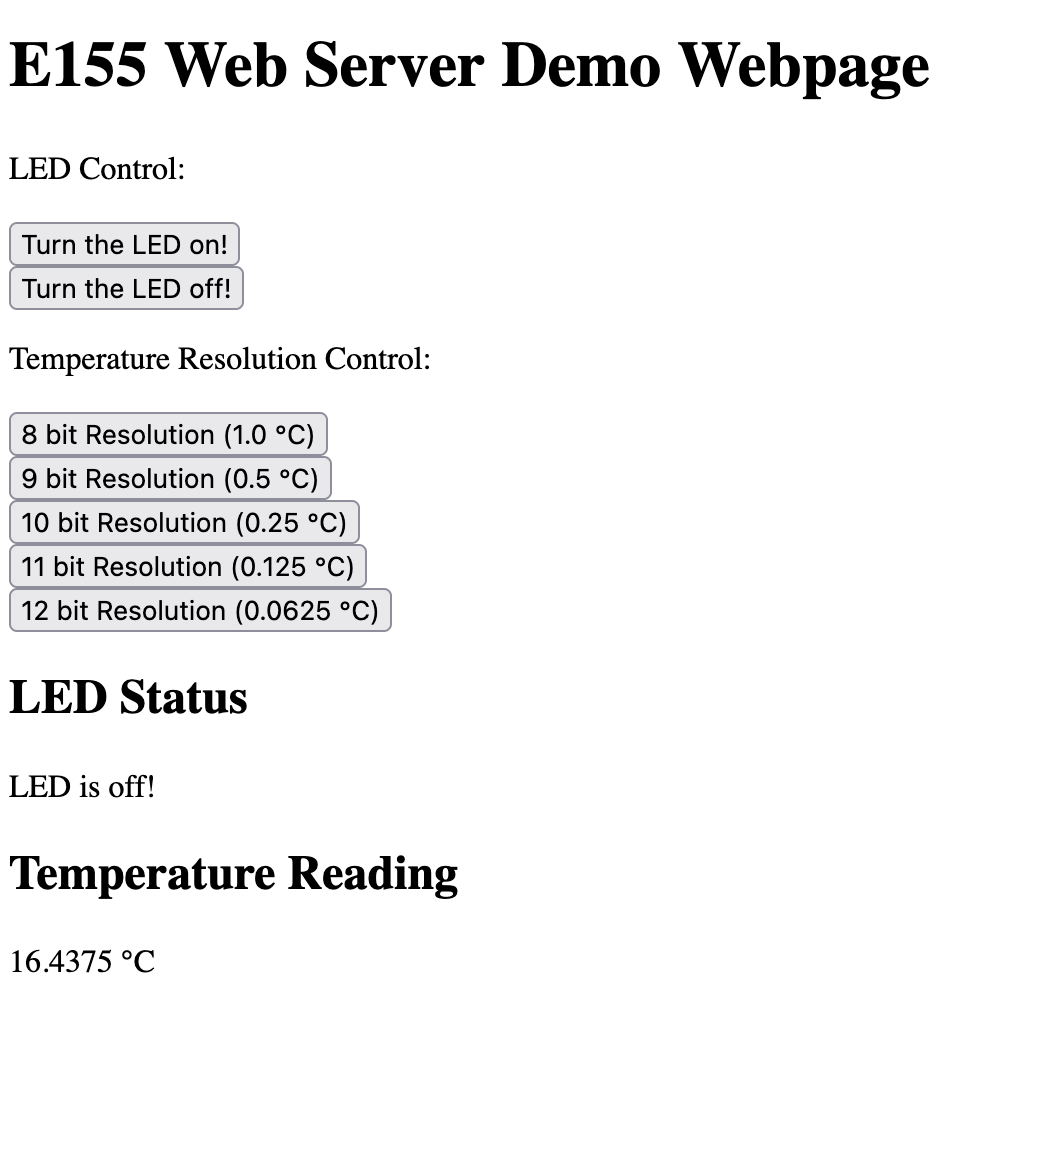 E155 Web Server Demo Webpage
LED Control:
Turn the LED on!
Turn the LED off!
Temperature Resolution Control:
8 bit Resolution (1.0 °C)
9 bit Resolution (0.5 °C)
10 bit Resolution (0.25 °C)
11 bit Resolution (0.125 °C)
12 bit Resolution (0.0625 °C)
LED Status
LED is off!
Temperature Reading
16.4375 °C